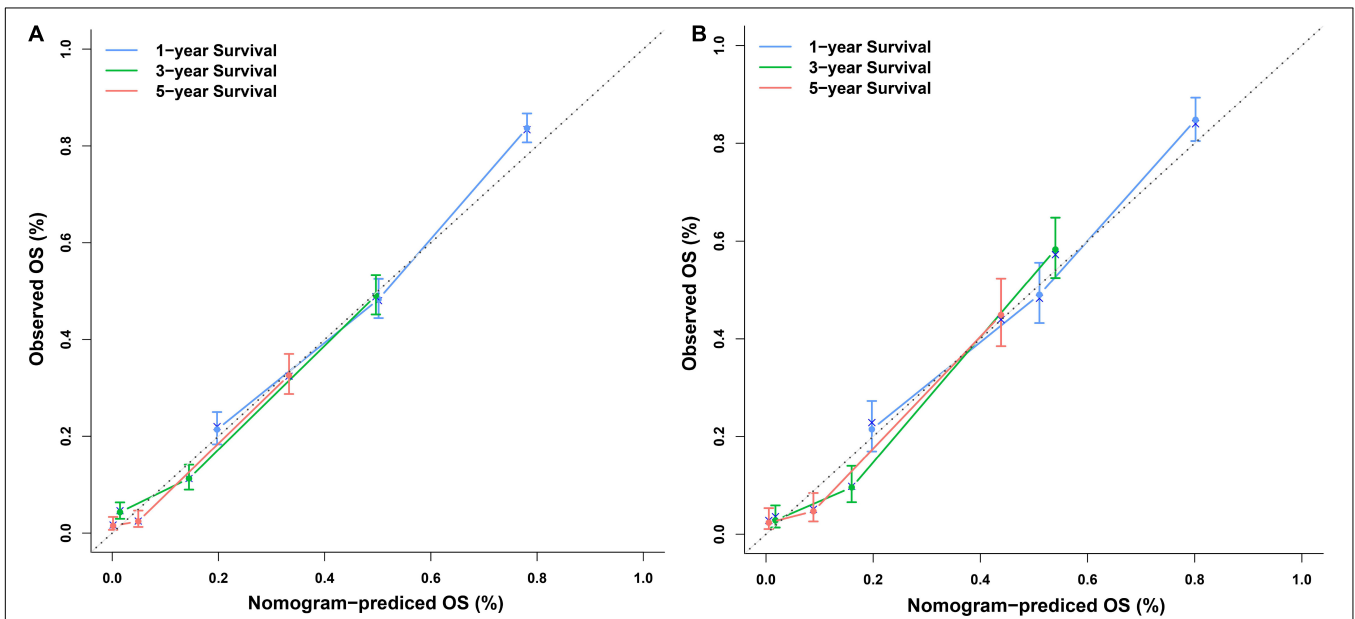 A
1−year Survival
3−year Survival
5−year Survival
Observed OS (%)
1.0
0.8
0.6
0.4
0.2
0.0
0.0 0.2 0.4 0.6 0.8 1.0
Nomogram−prediced OS (%)
B
1−year Survival
3−year Survival
5−year Survival
Observed OS (%)
1.0
0.8
0.6
0.4
0.2
0.0
0.0 0.2 0.4 0.6 0.8 1.0
Nomogram−prediced OS (%)